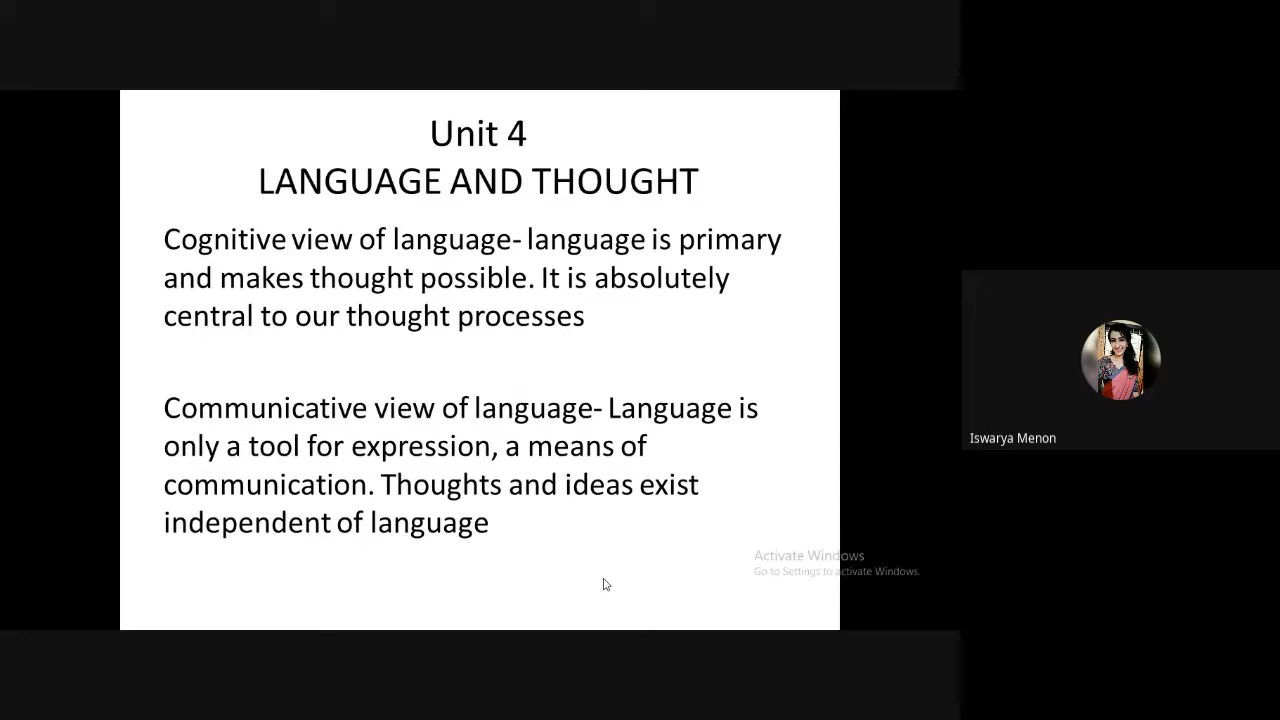 Unit 4
LANGUAGE AND THOUGHT
Cognitive view of language- language is primary
and makes thought possible. It is absolutely
central to our thought processes
Communicative view of language- Language is
only a tool for expression, a means of
communication. Thoughts and ideas exist
independent of language
Activate Windows
Go to Settings to activate Windows.
Iswarya Menon